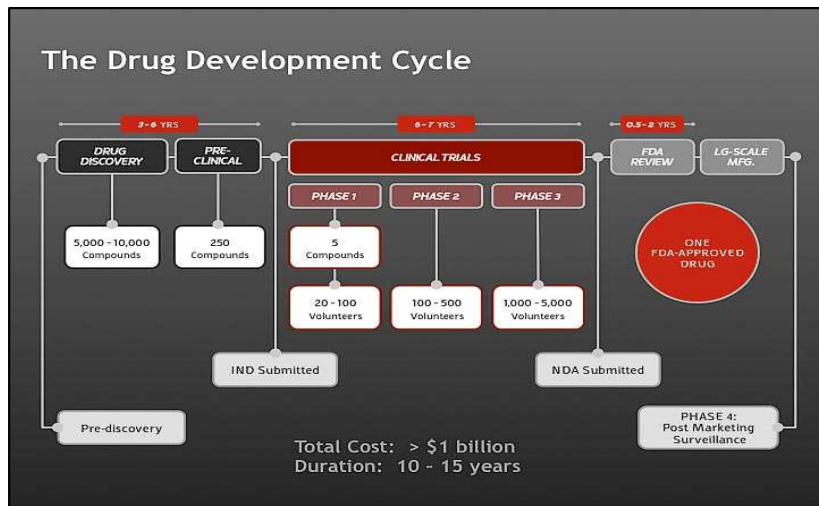 The Drug Development Cycle
3-6 YRS
6-7 YRS
0.5-2 YRS
DRUG
DISCOVERY
PRE-
CLINICAL
CLINICAL TRIALS
FDA
REVIEW
LG-SCALE
MFG.
PHASE 1
PHASE 2
PHASE 3
5,000 - 10,000
Compounds
250
Compounds
5
Compounds
ONE
FDA-APPROVED
DRUG
20 - 100
Volunteers
100 - 500
Volunteers
1,000 - 5,000
Volunteers
IND Submitted
NDA Submitted
Pre-discovery
PHASE 4:
Post Marketing
Surveillance
Total Cost: > $1 billion
Duration: 10 - 15 years